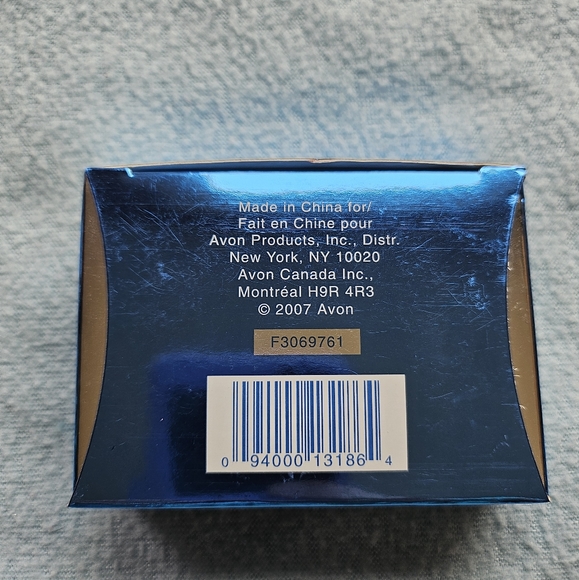 Made in China for/
Fait en Chine pour
Avon Products, Inc., Distr.
New York, NY 10020
Avon Canada Inc.,
Montréal H9R 4R3
© 2007 Avon
F3069761
0 94000 13186 4